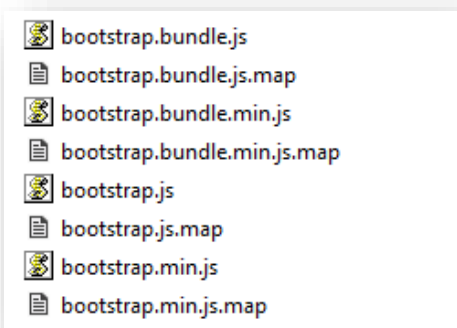 bootstrap.bundle.js
bootstrap.bundle.js.map
bootstrap.bundle.min.js
bootstrap.bundle.min.js.map
bootstrap.js
bootstrap.js.map
bootstrap.min.js
bootstrap.min.js.map